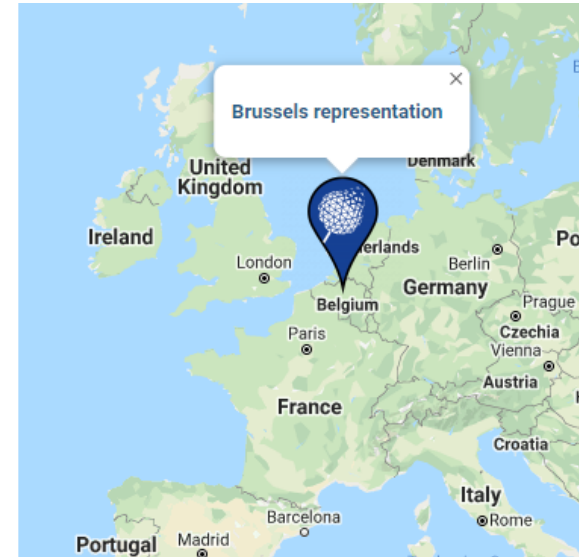 Brussels representation
Denmark
United
Kingdom
Ireland
erlands
London
Berlin
Germany
Belgium
Prague
Paris
Czechia
Vienna
Austria
France
Croatia
Italy
Barcelona
Rome
Madrid
Portugal